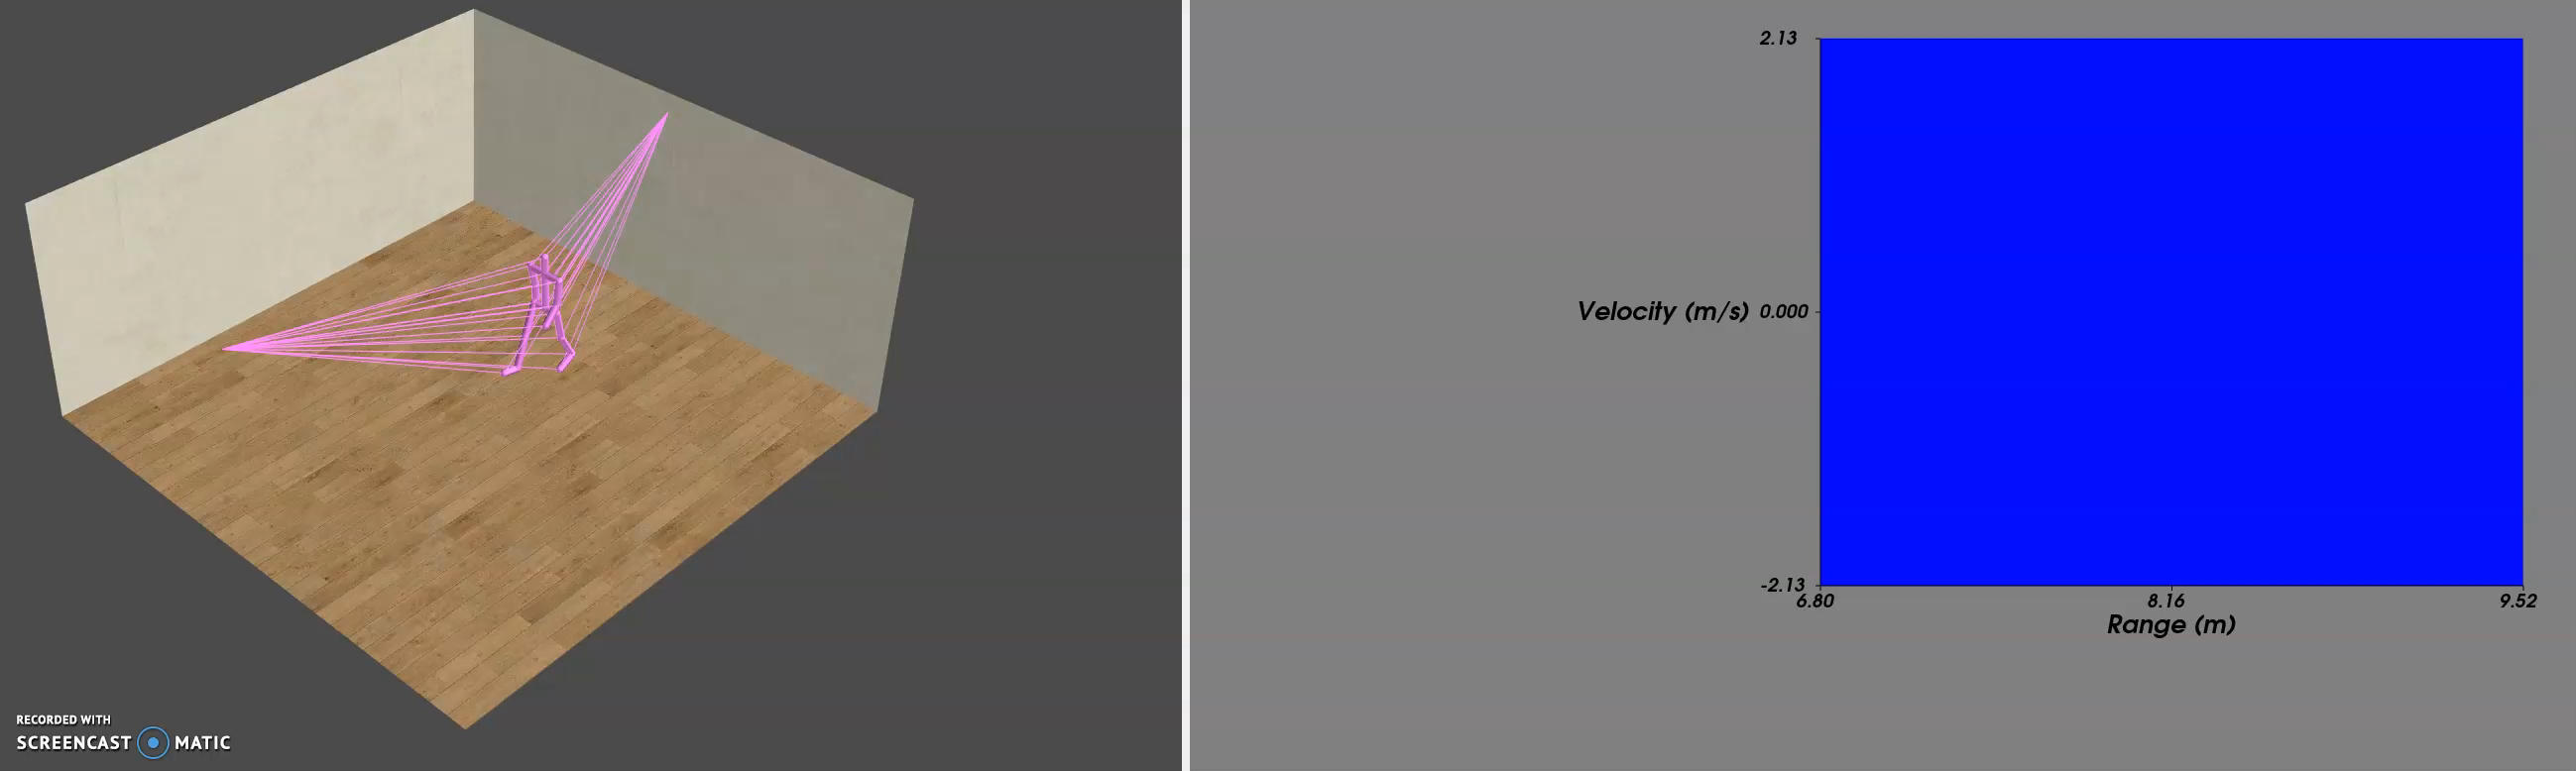 RECORDED WITH
SCREENCAST MATIC
2.13
Velocity (m/s) 0.000
-2.13
6.80 8.16 9.52
Range (m)